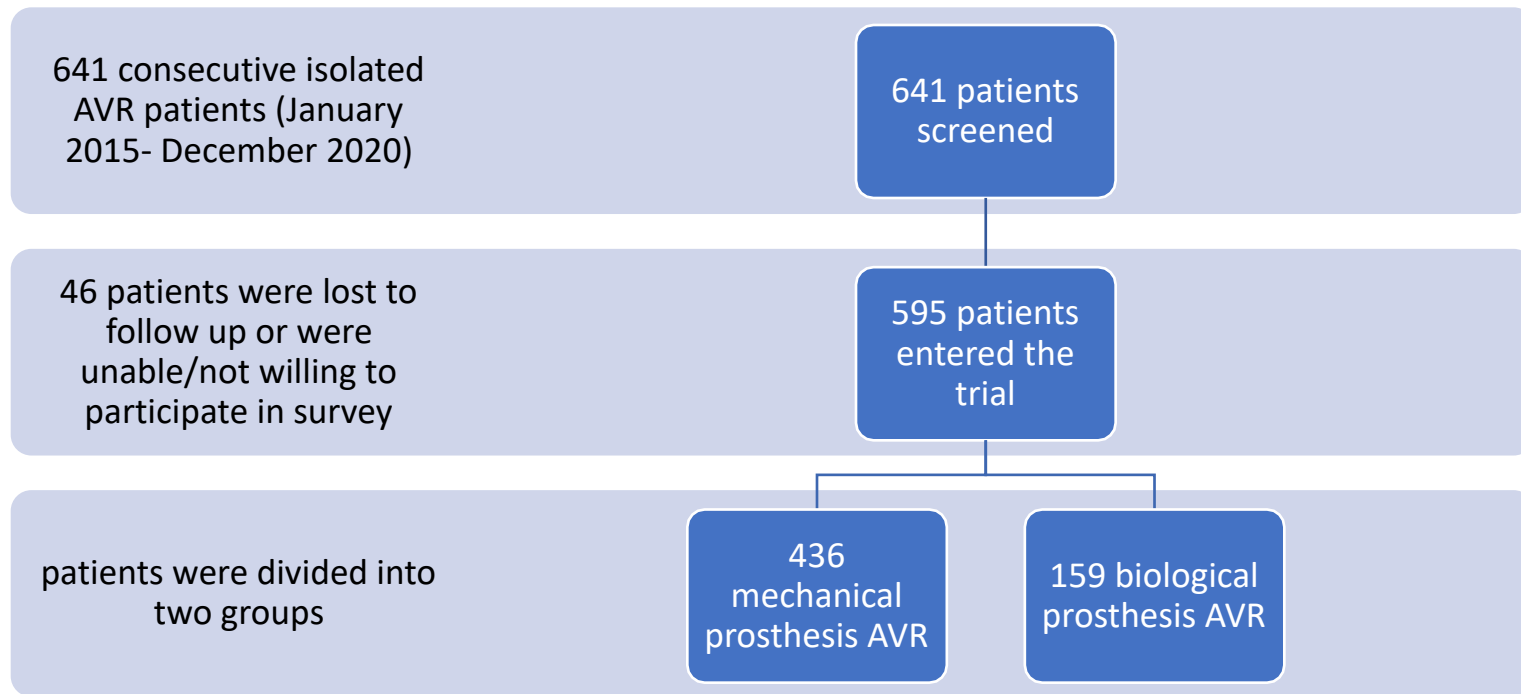 641 consecutive isolated
AVR patients (January
2015- December 2020)
641 patients
screened
46 patients were lost to
follow up or were
unable/not willing to
participate in survey
595 patients
entered the
trial
patients were divided into
two groups
436
mechanical
prosthesis AVR
159 biological
prosthesis AVR